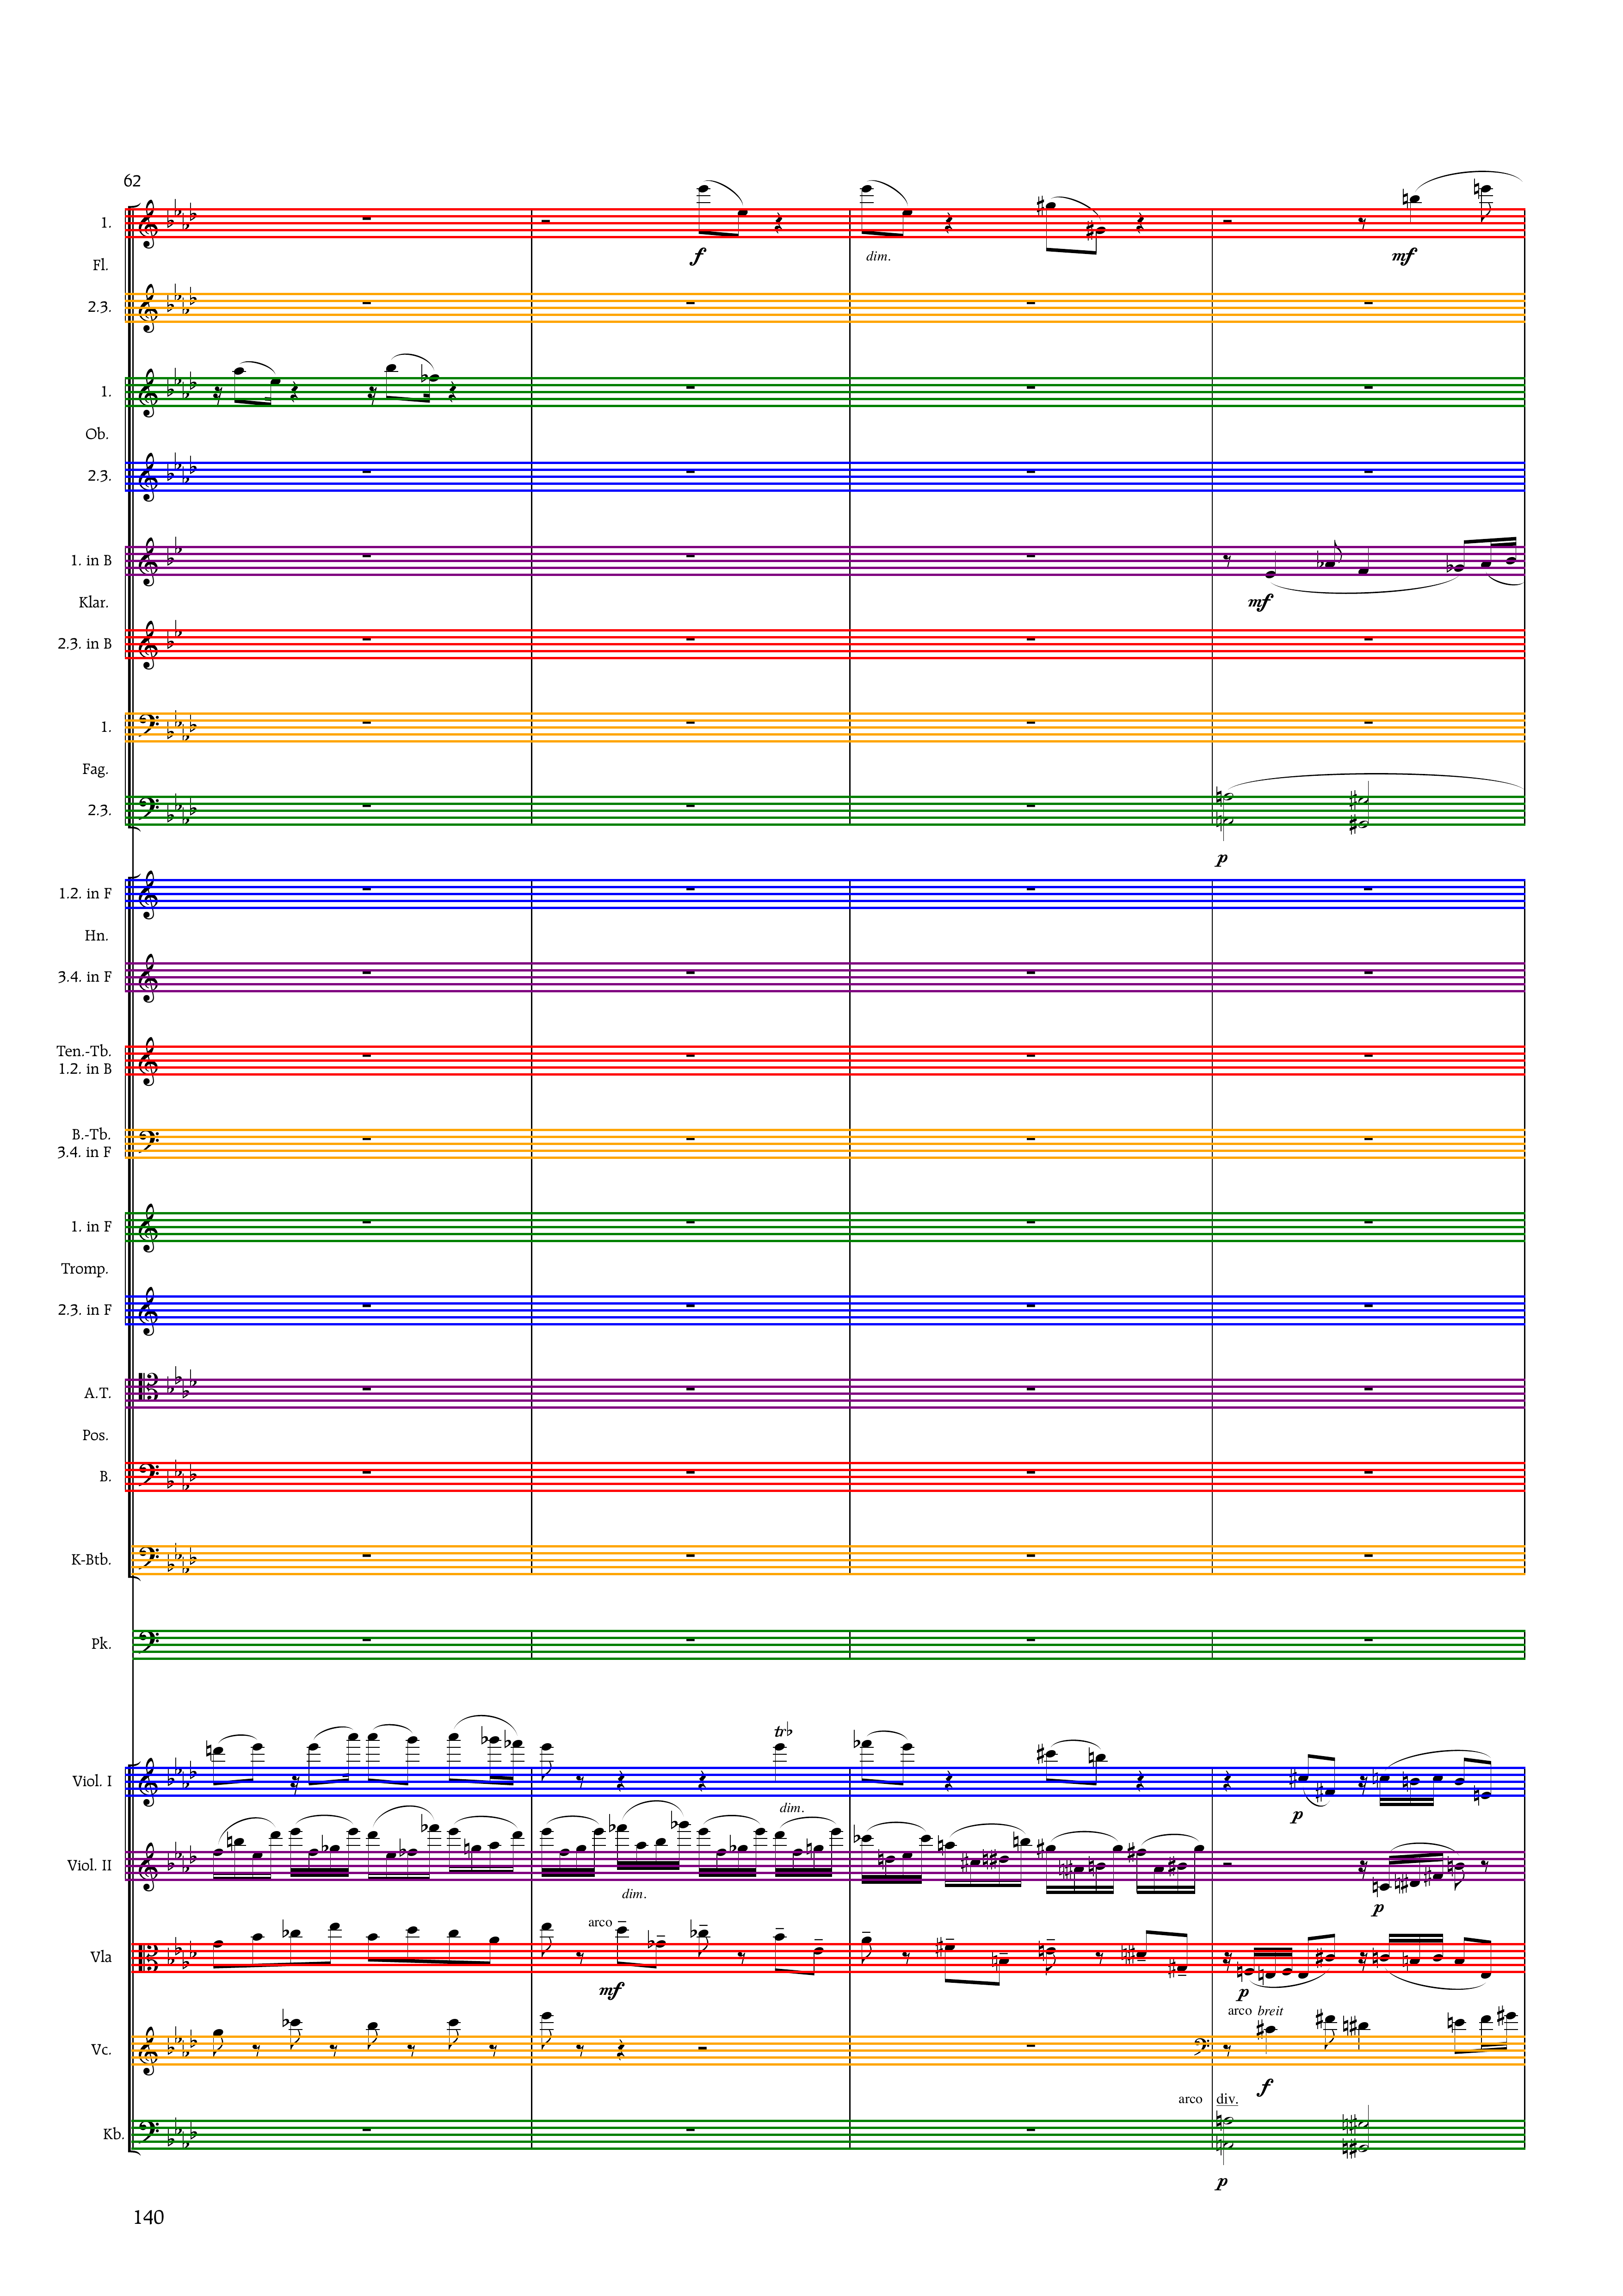 62
1.
f
dim.
mf
Fl.
2.3.
1.
Ob.
2.3.
1. in B
mf
Klar.
2.3. in B
1.
Fag.
2.3.
p
1.2. in F
Hn.
3.4. in F
Ten.-Tb.
1.2. in B
B.-Tb.
3.4. in F
1. in F
Tromp.
2.3. in F
A.T.
Pos.
B.
K-Btb.
Pk.
tr♭
Viol. I
dim.
p
Viol. II
dim.
p
arco
Vla
mf
p
arco breit
Vc.
f
arco div.
Kb.
p
140